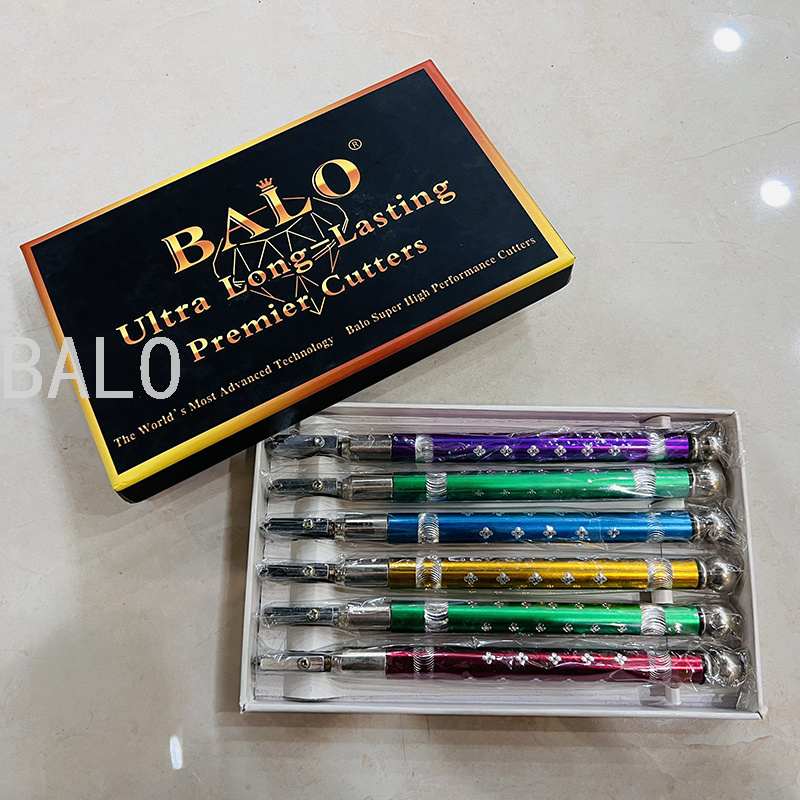 BALO®
Ultra Long-Lasting
Premier Cutters
The World's Most Advanced Technology Balo Super High Performance Cutters
BALO